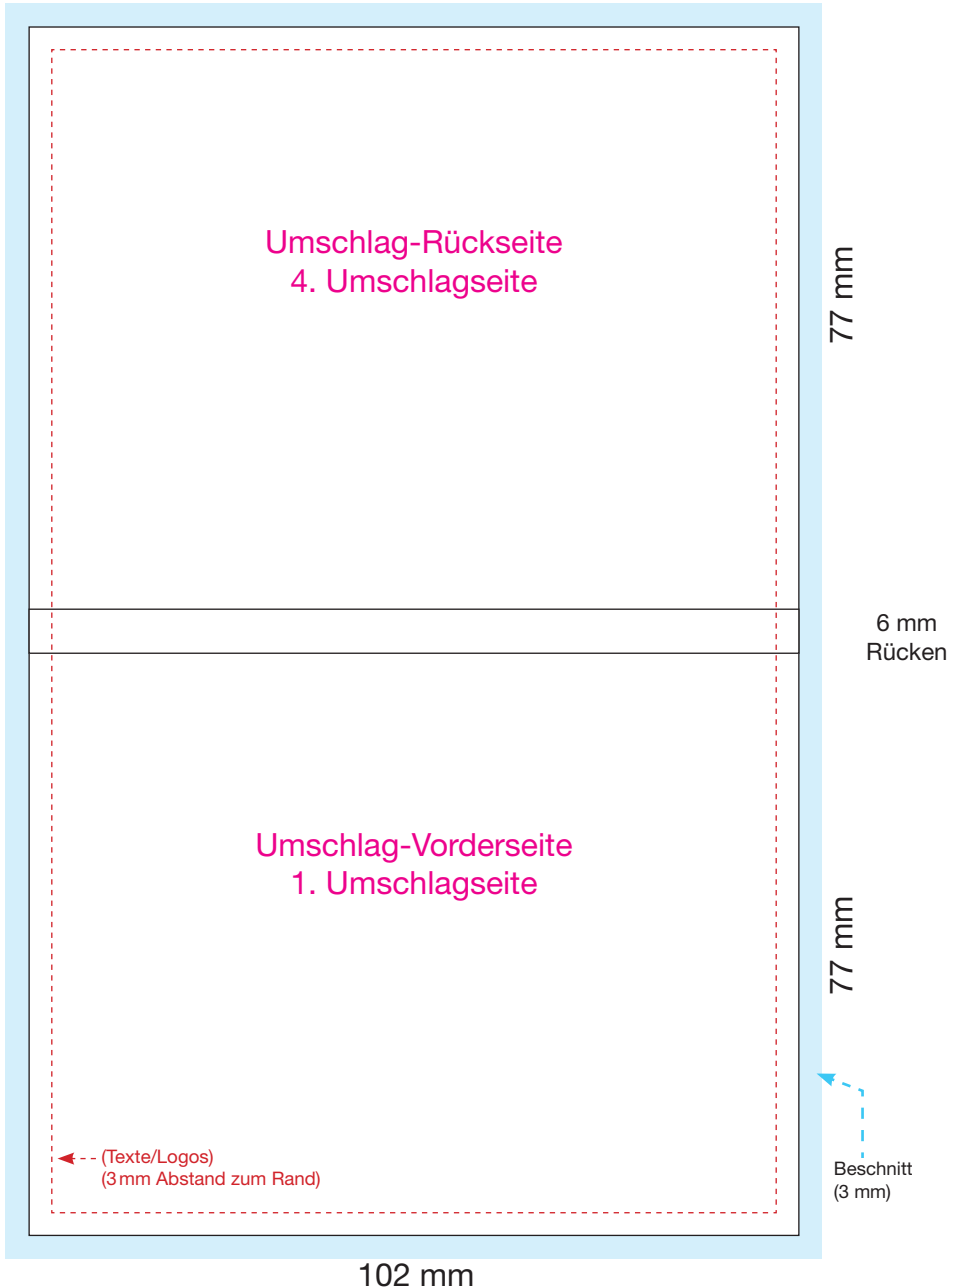 Umschlag-Rückseite
4. Umschlagseite
77 mm
6 mm
Rücken
Umschlag-Vorderseite
1. Umschlagseite
77 mm
(Texte/Logos)
(3 mm Abstand zum Rand)
Beschnitt
(3 mm)
102 mm